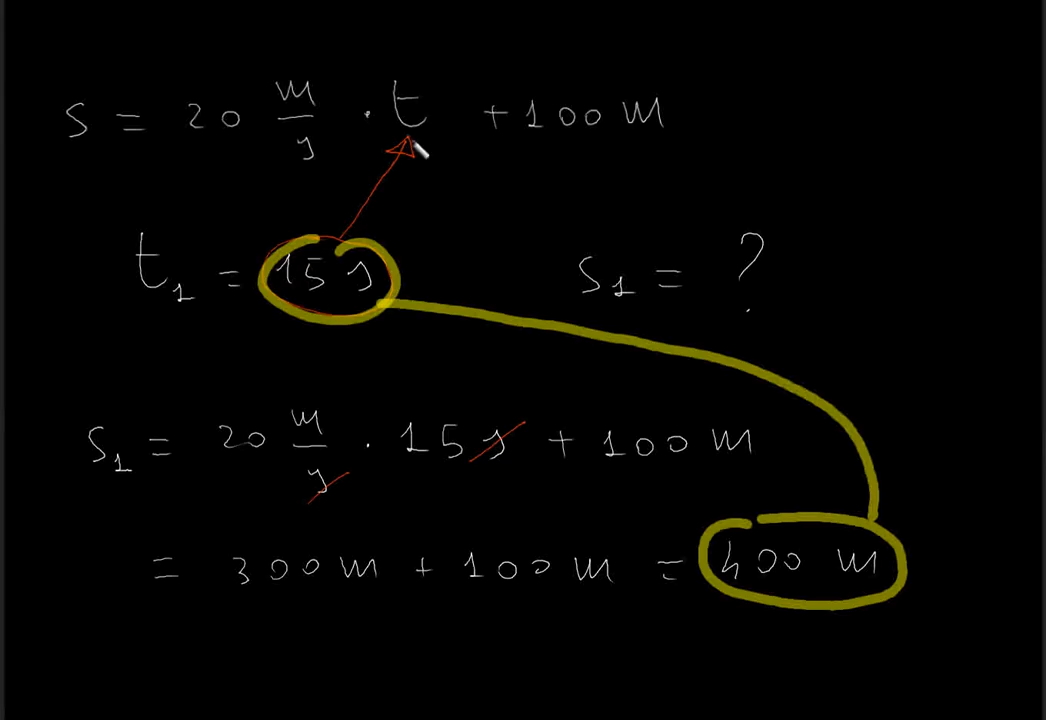 s = 20 m/s · t + 100 m
t₁ = 15 s s₁ = ?
s₁ = 20 m/s · 15 s + 100 m
= 300 m + 100 m = 400 m